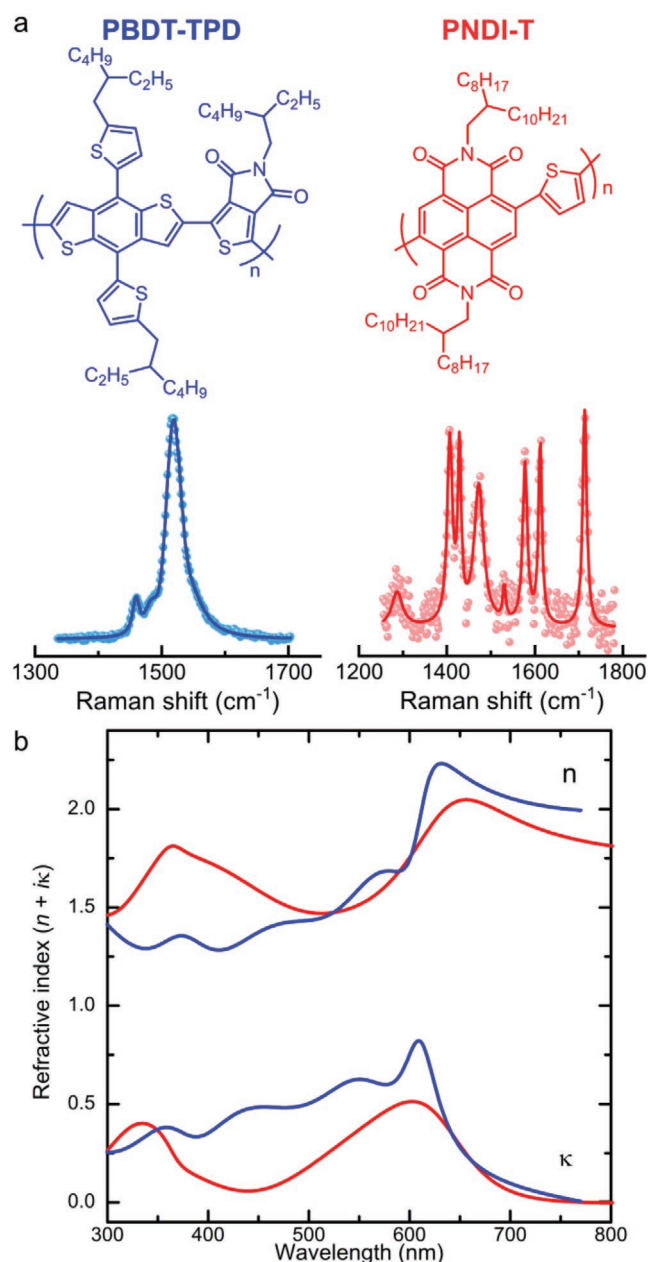 a
PBDT-TPD
PNDI-T
C₄H₉
C₂H₅
C₄H₉
C₂H₅
S
O
N
O
S
S
S
n
S
C₂H₅
C₄H₉
C₈H₁₇
C₁₀H₂₁
O
N
O
S
n
O
N
O
C₁₀H₂₁
C₈H₁₇
1300 1500 1700
Raman shift (cm⁻¹)
1200 1400 1600 1800
Raman shift (cm⁻¹)
b
n
2.0
1.5
1.0
0.5
0.0
Refractive index (n + iκ)
κ
300 400 500 600 700 800
Wavelength (nm)